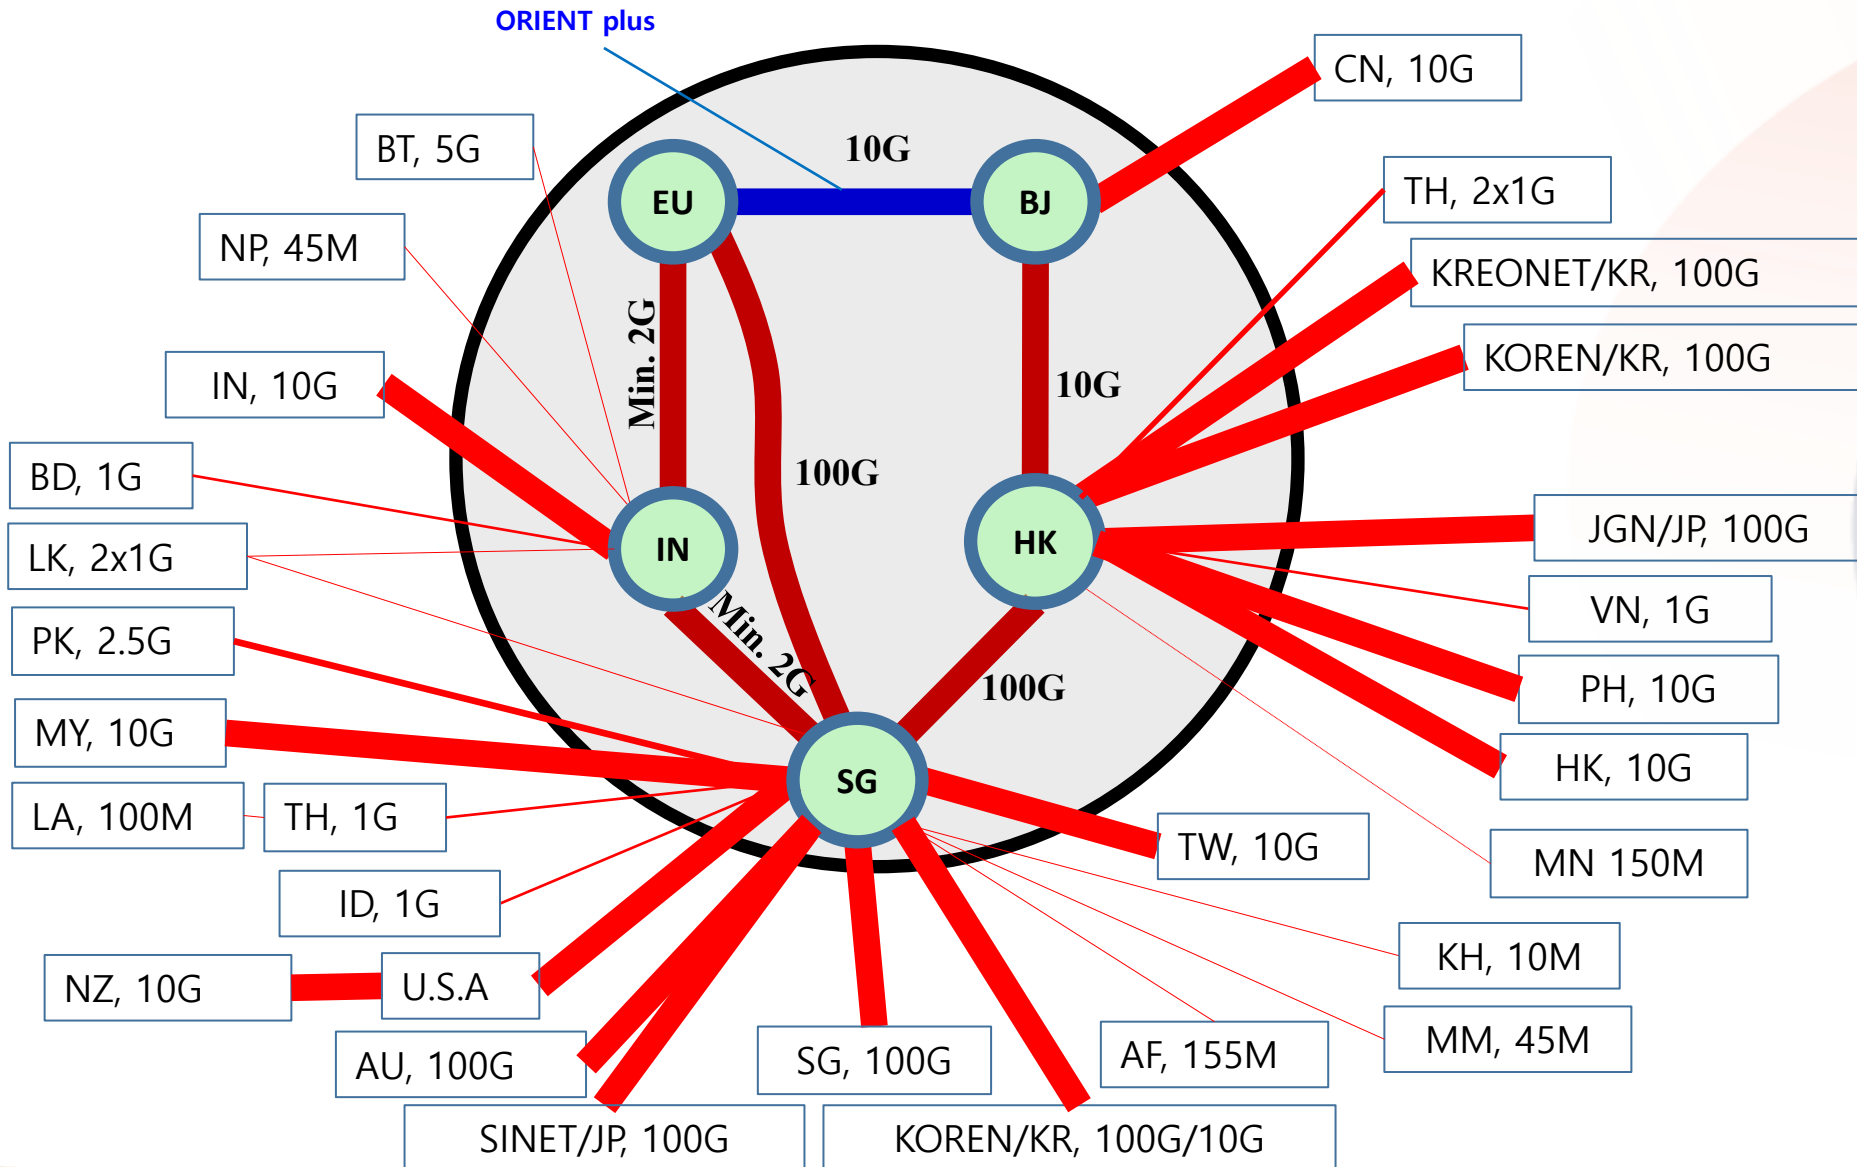 ORIENT plus
CN, 10G
BT, 5G
10G
TH, 2x1G
EU
BJ
NP, 45M
KREONET/KR, 100G
Min. 2G
KOREN/KR, 100G
IN, 10G
10G
BD, 1G
100G
JGN/JP, 100G
LK, 2x1G
IN
HK
VN, 1G
PK, 2.5G
Min. 2G
100G
PH, 10G
MY, 10G
HK, 10G
SG
LA, 100M
TH, 1G
TW, 10G
MN 150M
ID, 1G
KH, 10M
NZ, 10G
U.S.A
MM, 45M
AU, 100G
SG, 100G
AF, 155M
SINET/JP, 100G
KOREN/KR, 100G/10G